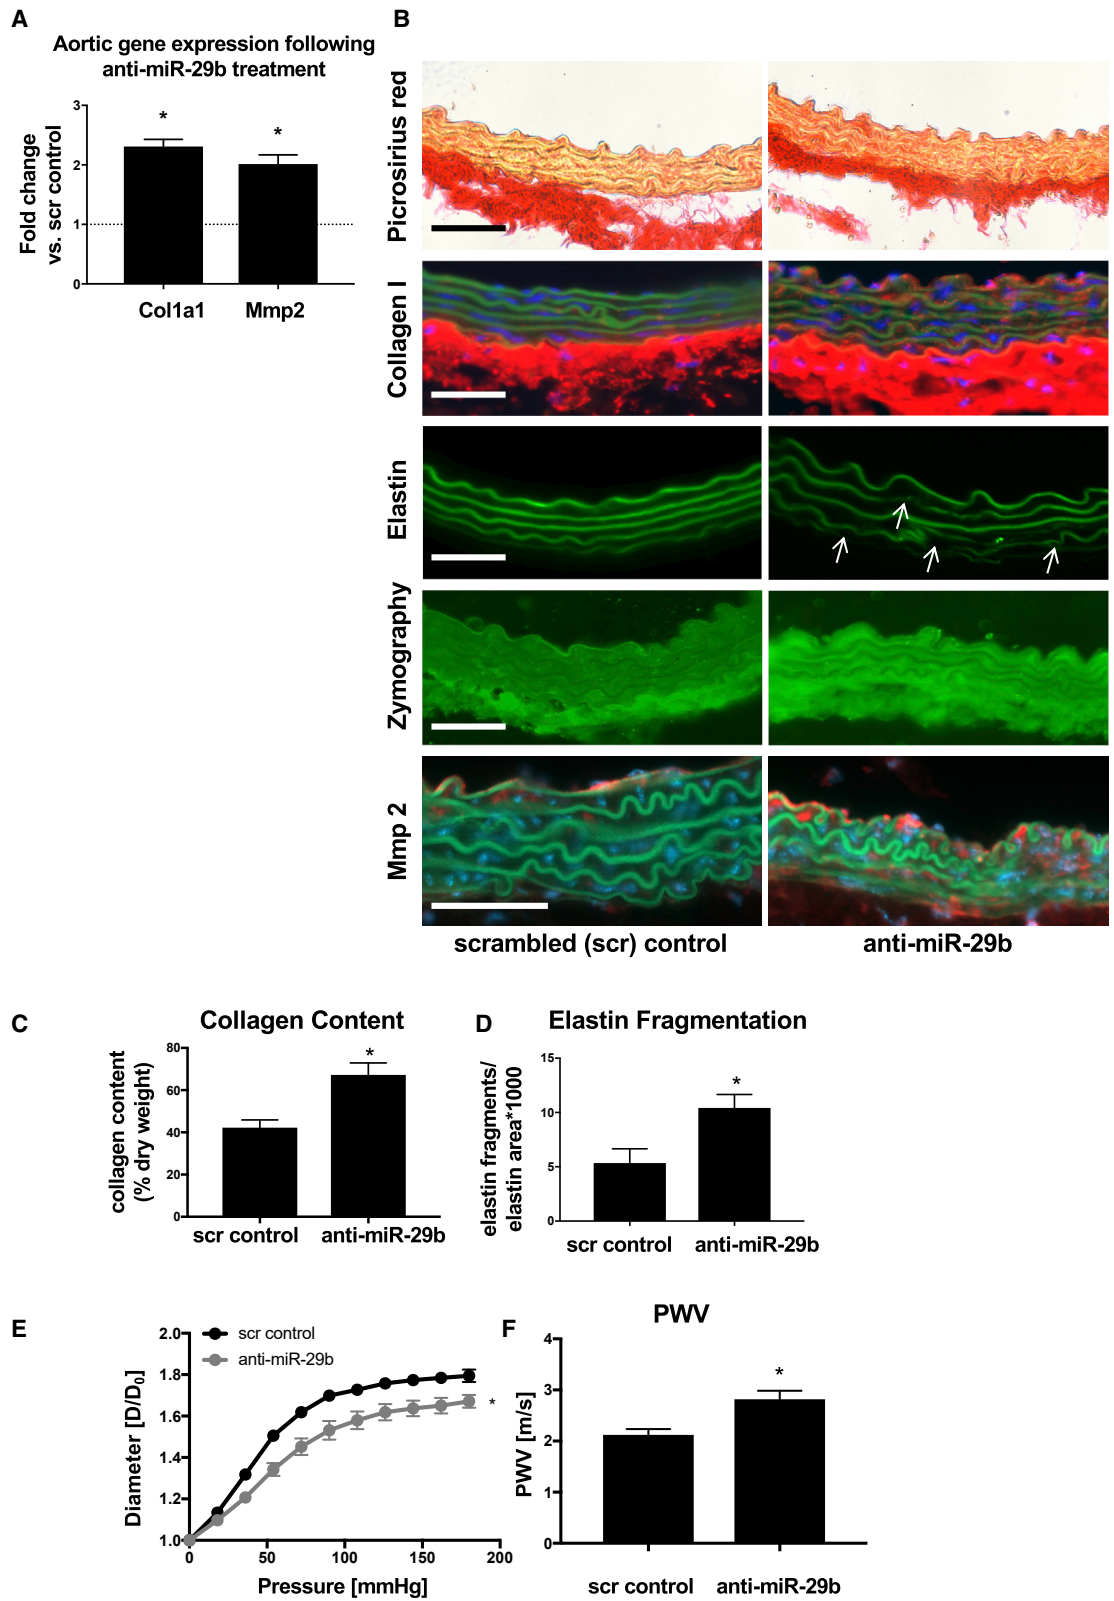 A
Aortic gene expression following
anti-miR-29b treatment
Fold change
vs. scr control
3
2
1
0
*
*
Col1a1
Mmp2
B
Picrosirius red
Collagen I
Elastin
Zymography
Mmp 2
scrambled (scr) control
anti-miR-29b
C
Collagen Content
collagen content
(% dry weight)
80
60
40
20
0
*
scr control
anti-miR-29b
D
Elastin Fragmentation
elastin fragments/
elastin area*1000
15
10
5
0
*
scr control
anti-miR-29b
E
scr control
anti-miR-29b
Diameter [D/D0]
2.0
1.8
1.6
1.4
1.2
1.0
*
0
50
100
150
200
Pressure [mmHg]
F
PWV
PWV [m/s]
4
3
2
1
0
*
scr control
anti-miR-29b